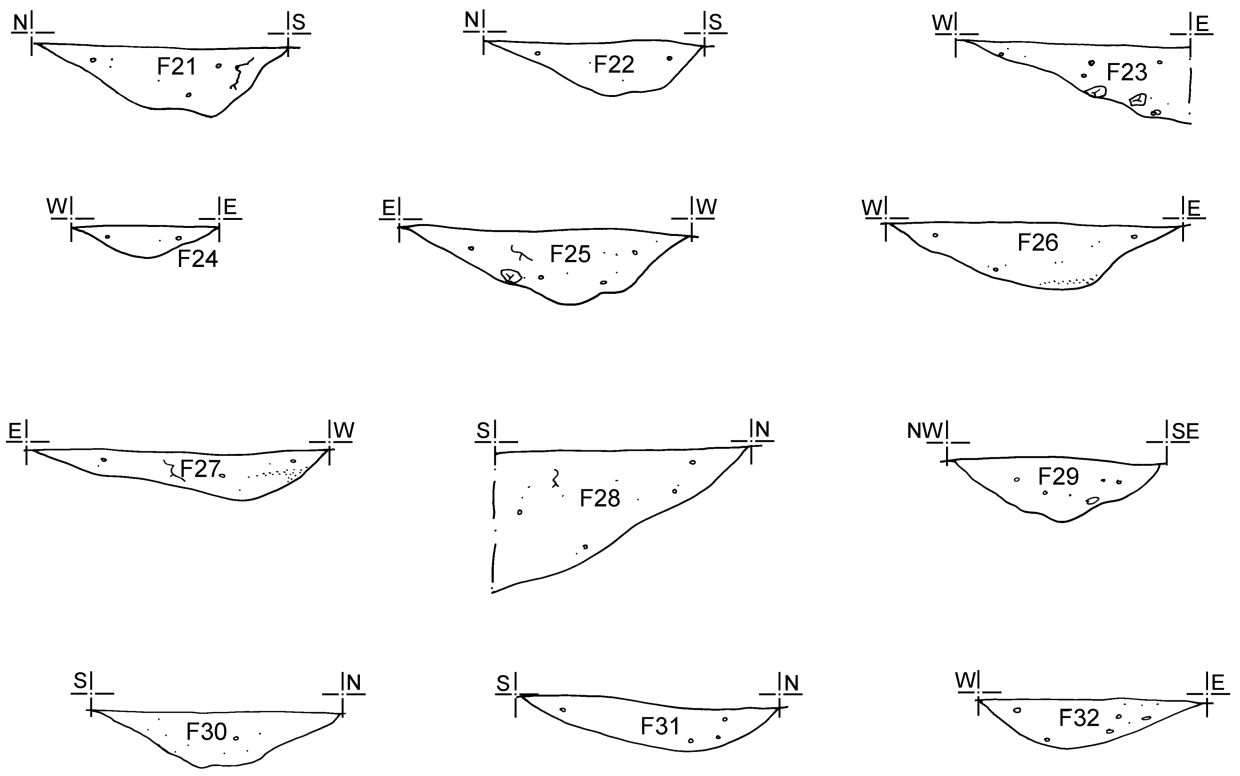 N S N S W E
F21 F22 F23
W E E W W E
F24 F25 F26
E W S N NW SE
F27 F28 F29
S N S N W E
F30 F31 F32